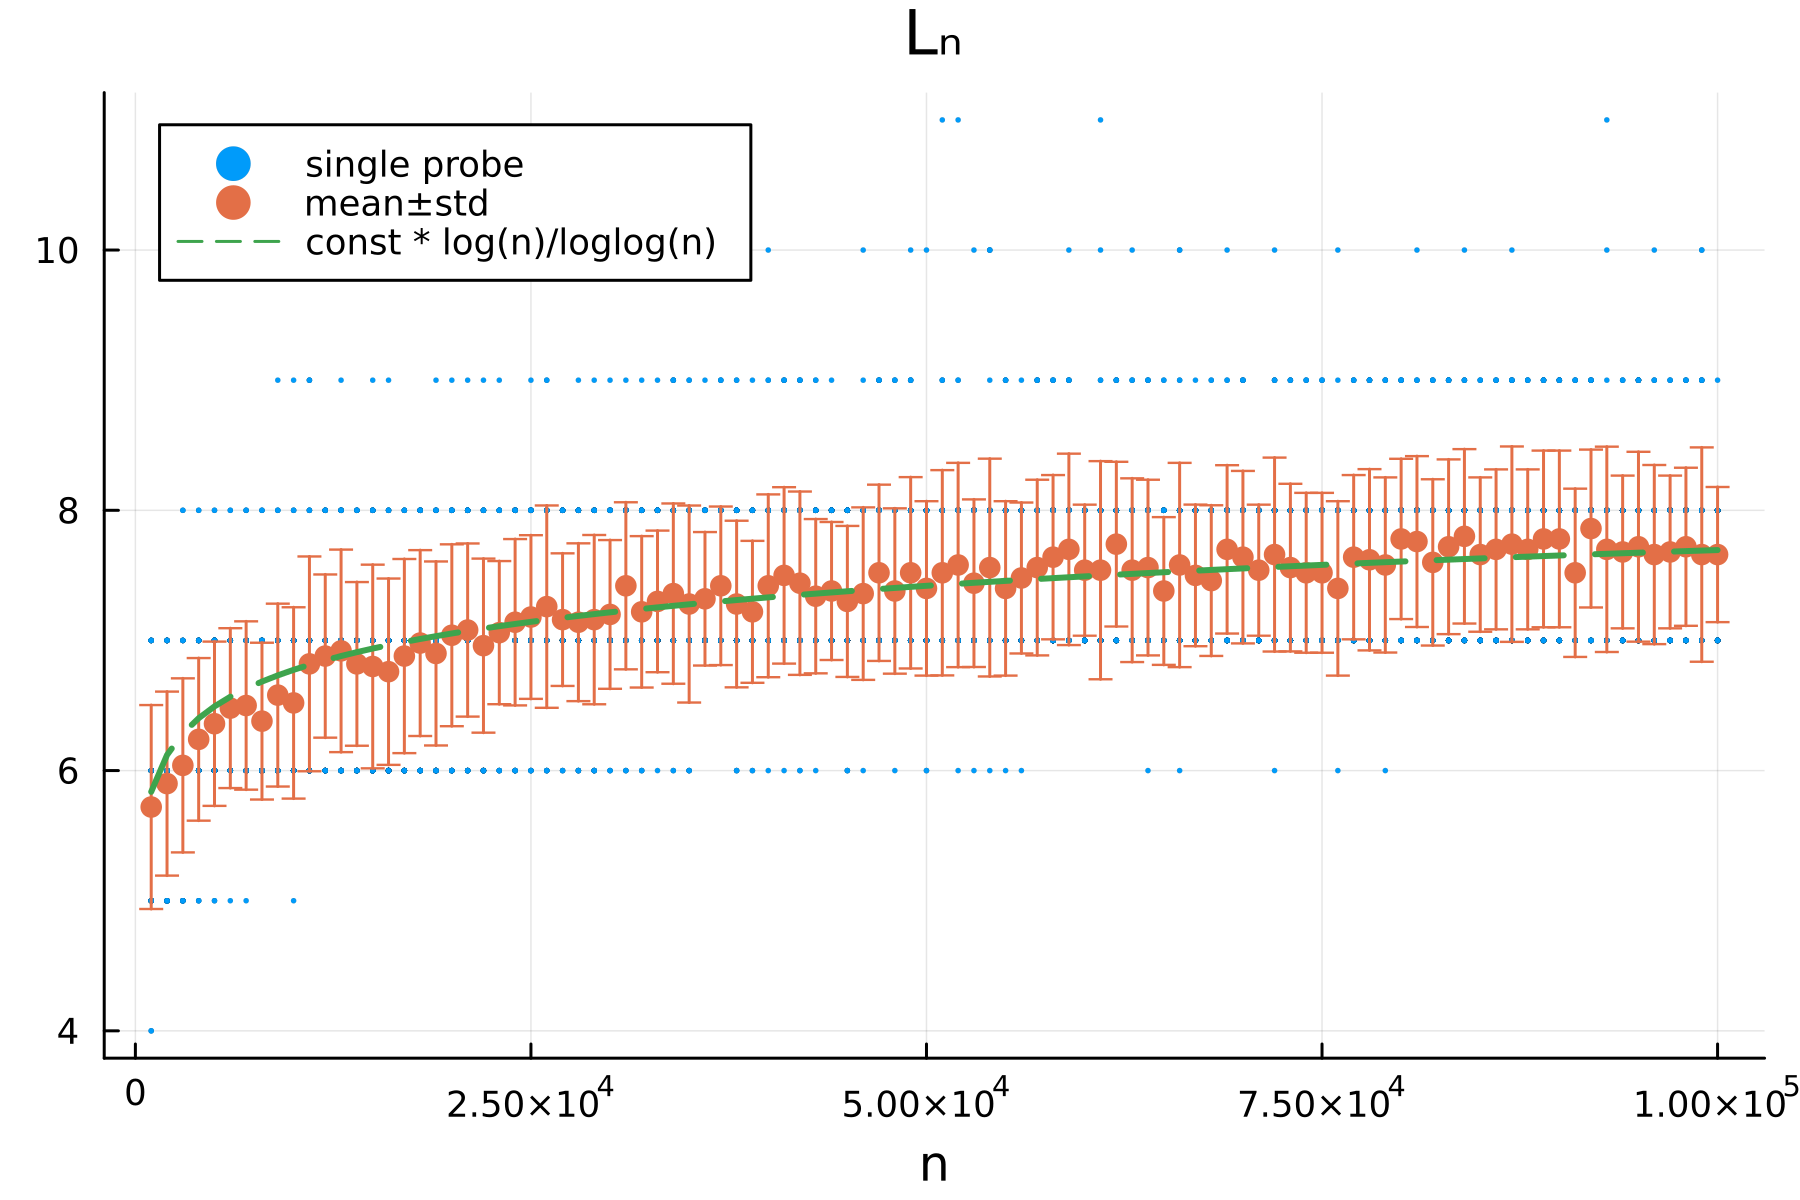 Lₙ
single probe
mean±std
const * log(n)/loglog(n)
10
8
6
4
0
2.50×10⁴
5.00×10⁴
7.50×10⁴
1.00×10⁵
n